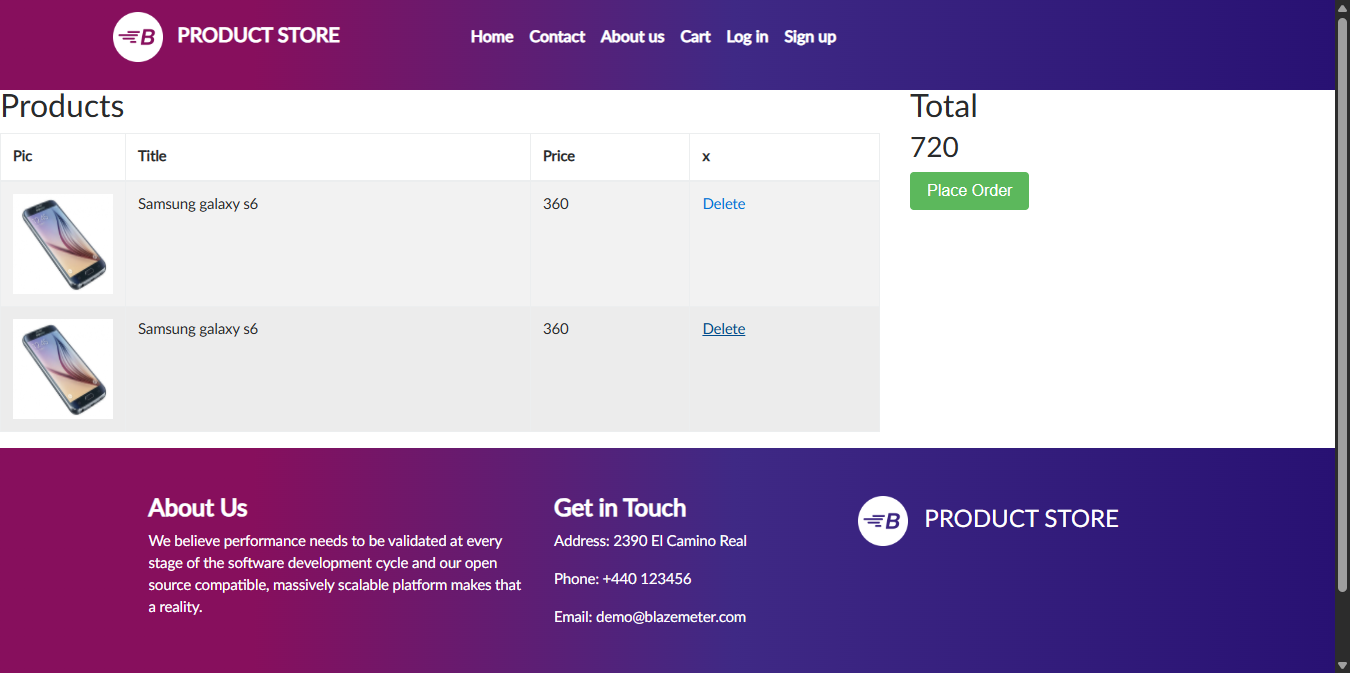 B PRODUCT STORE Home Contact About us Cart Log in Sign up
Products
Pic Title Price x
Samsung galaxy s6 360 Delete
Samsung galaxy s6 360 Delete
Total
720
Place Order
About Us
We believe performance needs to be validated at every
stage of the software development cycle and our open
source compatible, massively scalable platform makes that
a reality.
Get in Touch
Address: 2390 El Camino Real
Phone: +440 123456
Email: demo@blazemeter.com
B PRODUCT STORE